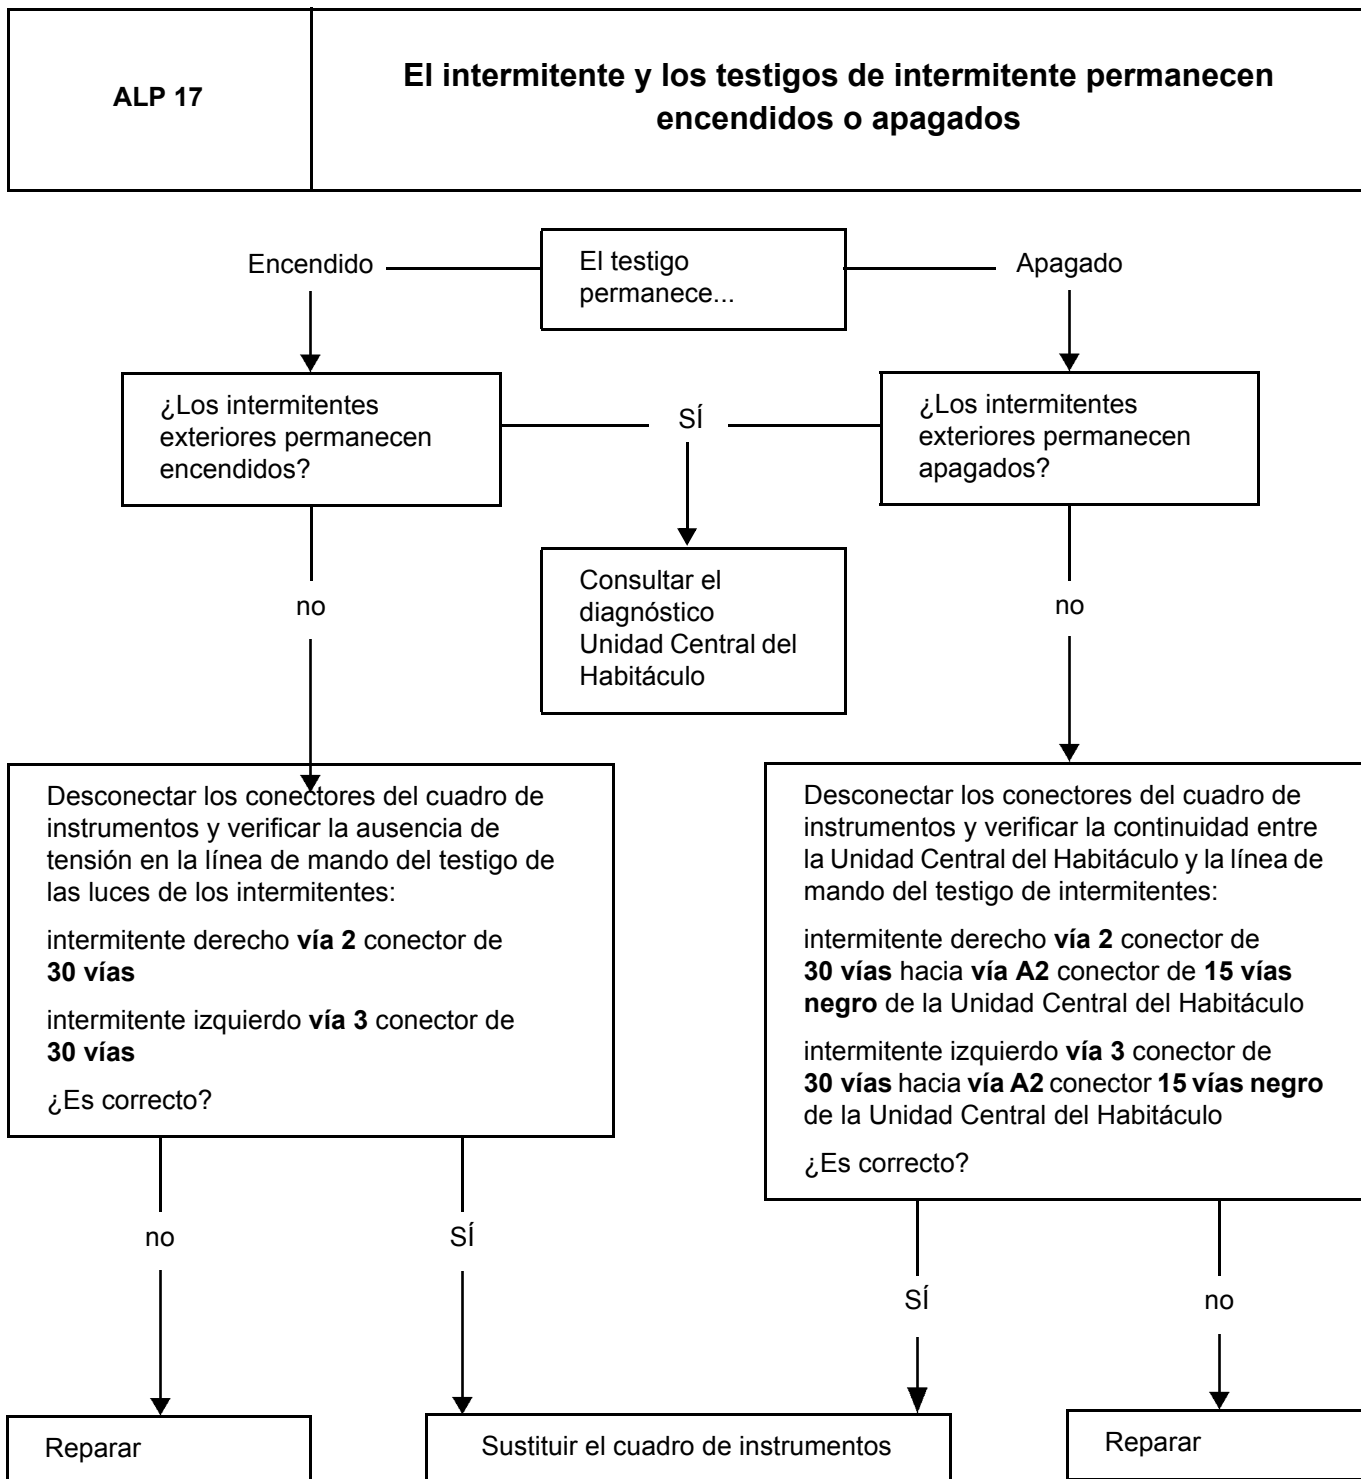 ALP 17
El intermitente y los testigos de intermitente permanecen
encendidos o apagados
Encendido
El testigo
permanece...
Apagado
¿Los intermitentes
exteriores permanecen
encendidos?
SÍ
¿Los intermitentes
exteriores permanecen
apagados?
no
Consultar el
diagnóstico
Unidad Central del
Habitáculo
no
Desconectar los conectores del cuadro de
instrumentos y verificar la ausencia de
tensión en la línea de mando del testigo de
las luces de los intermitentes:
intermitente derecho vía 2 conector de
30 vías
intermitente izquierdo vía 3 conector de
30 vías
¿Es correcto?
Desconectar los conectores del cuadro de
instrumentos y verificar la continuidad entre
la Unidad Central del Habitáculo y la línea de
mando del testigo de intermitentes:
intermitente derecho vía 2 conector de
30 vías hacia vía A2 conector de 15 vías
negro de la Unidad Central del Habitáculo
intermitente izquierdo vía 3 conector de
30 vías hacia vía A2 conector 15 vías negro
de la Unidad Central del Habitáculo
¿Es correcto?
no
SÍ
SÍ
no
Reparar
Sustituir el cuadro de instrumentos
Reparar